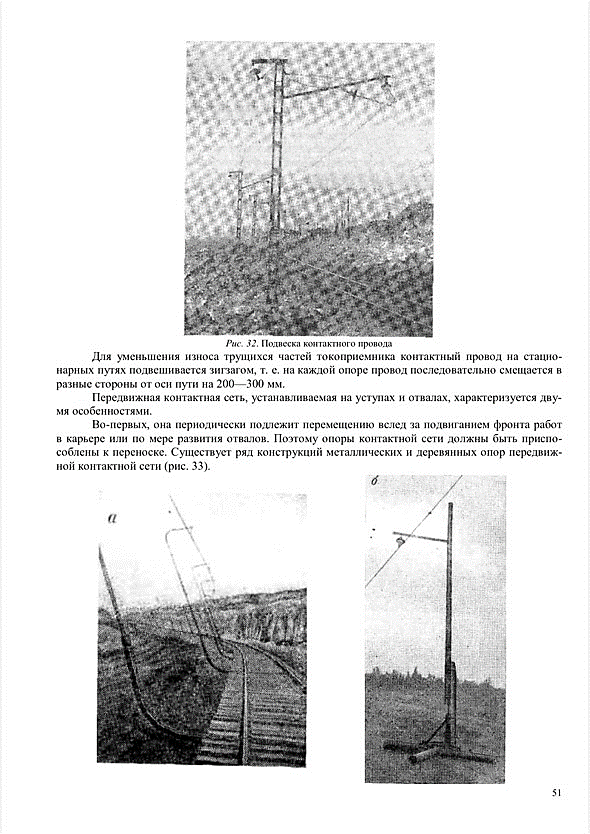 Рис. 32. Подвеска контактного провода
Для уменьшения износа трущихся частей токоприемника контактный провод на стацио-
нарных путях подвешивается зигзагом, т. е. на каждой опоре провод последовательно смещается в
разные стороны от оси пути на 200—300 мм.
Передвижная контактная сеть, устанавливаемая на уступах и отвалах, характеризуется дву-
мя особенностями.
Во-первых, она периодически подлежит перемещению вслед за подвиганием фронта работ
в карьере или по мере развития отвалов. Поэтому опоры контактной сети должны быть приспо-
соблены к переноске. Существует ряд конструкций металлических и деревянных опор передвиж-
ной контактной сети (рис. 33).
а
б
51